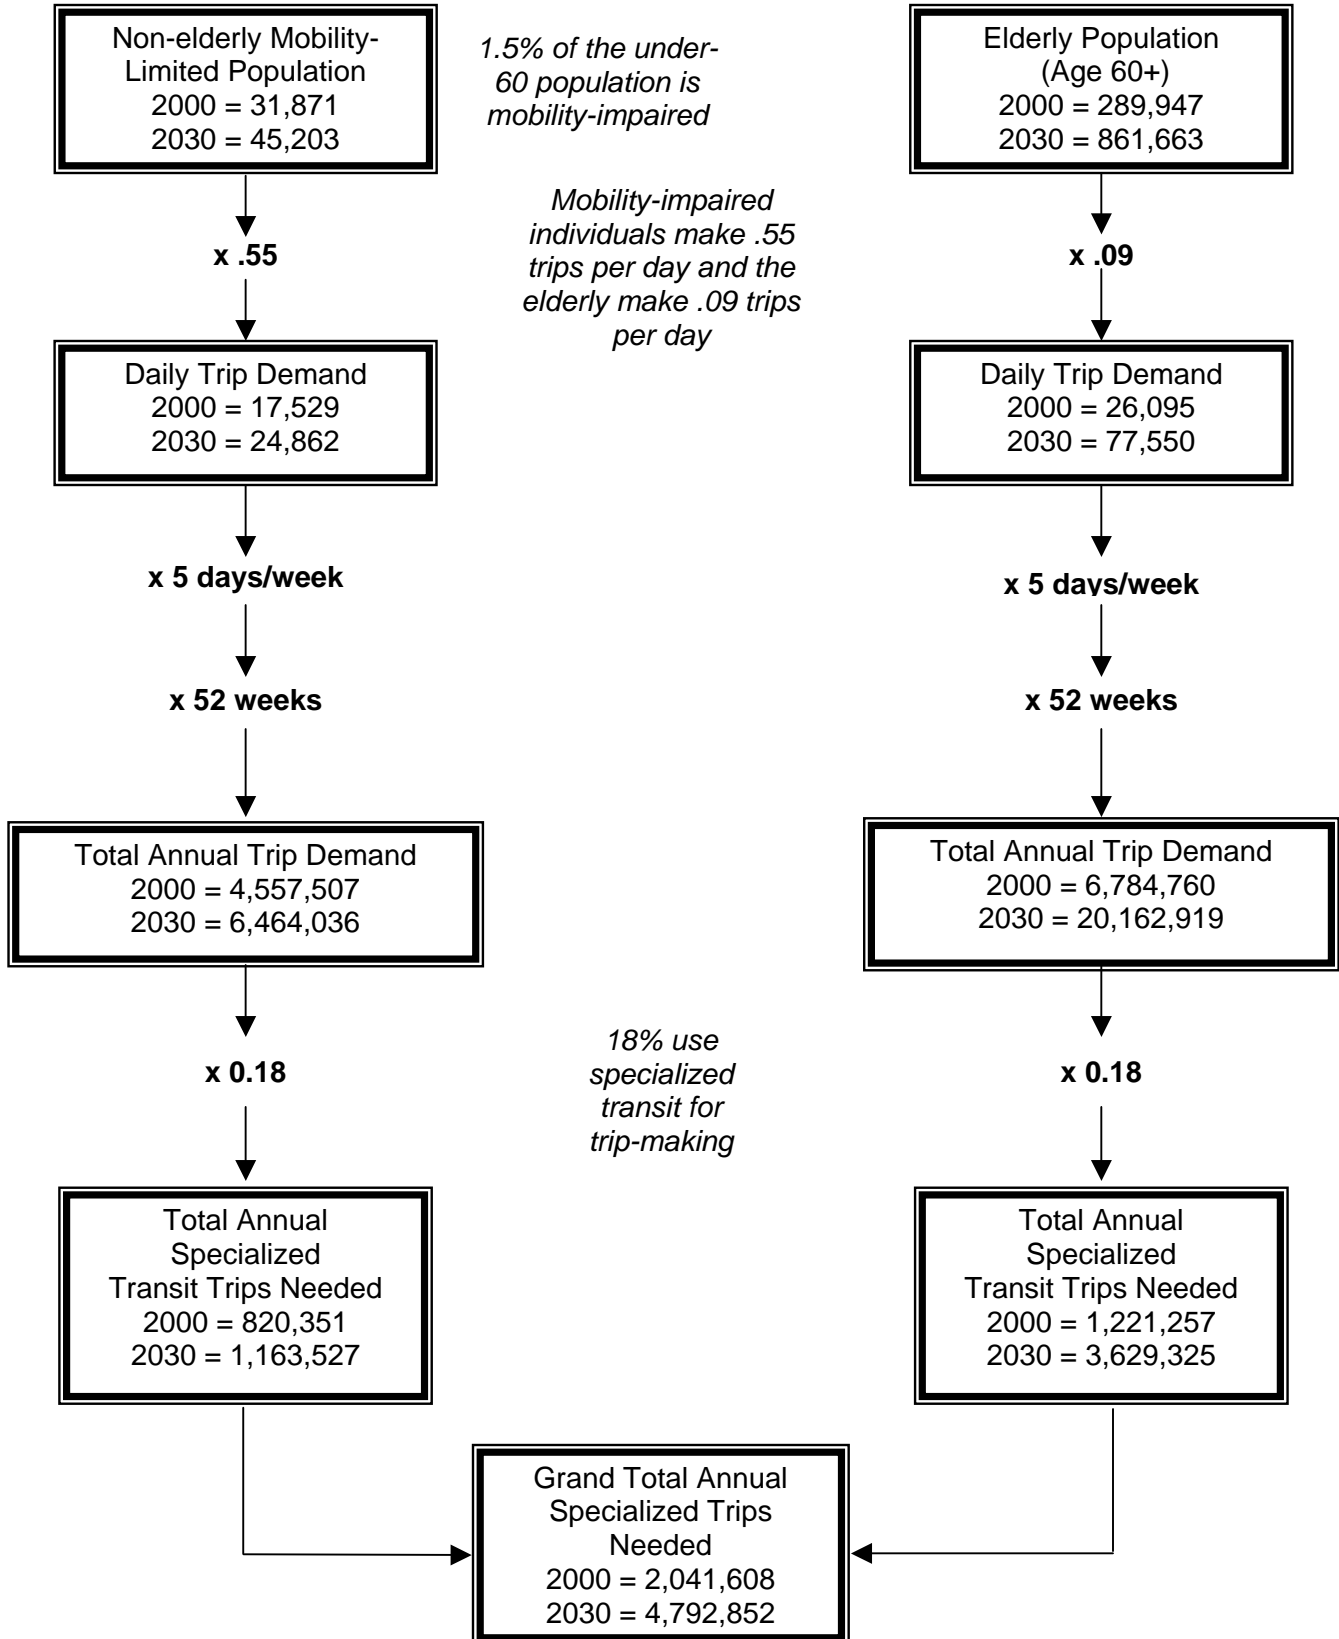 Non-elderly Mobility-
Limited Population
2000 = 31,871
2030 = 45,203
1.5% of the under-
60 population is
mobility-impaired
Elderly Population
(Age 60+)
2000 = 289,947
2030 = 861,663
Mobility-impaired
individuals make .55
trips per day and the
elderly make .09 trips
per day
x .55
x .09
Daily Trip Demand
2000 = 17,529
2030 = 24,862
Daily Trip Demand
2000 = 26,095
2030 = 77,550
x 5 days/week
x 5 days/week
x 52 weeks
x 52 weeks
Total Annual Trip Demand
2000 = 4,557,507
2030 = 6,464,036
Total Annual Trip Demand
2000 = 6,784,760
2030 = 20,162,919
x 0.18
18% use
specialized
transit for
trip-making
x 0.18
Total Annual
Specialized
Transit Trips Needed
2000 = 820,351
2030 = 1,163,527
Total Annual
Specialized
Transit Trips Needed
2000 = 1,221,257
2030 = 3,629,325
Grand Total Annual
Specialized Trips
Needed
2000 = 2,041,608
2030 = 4,792,852